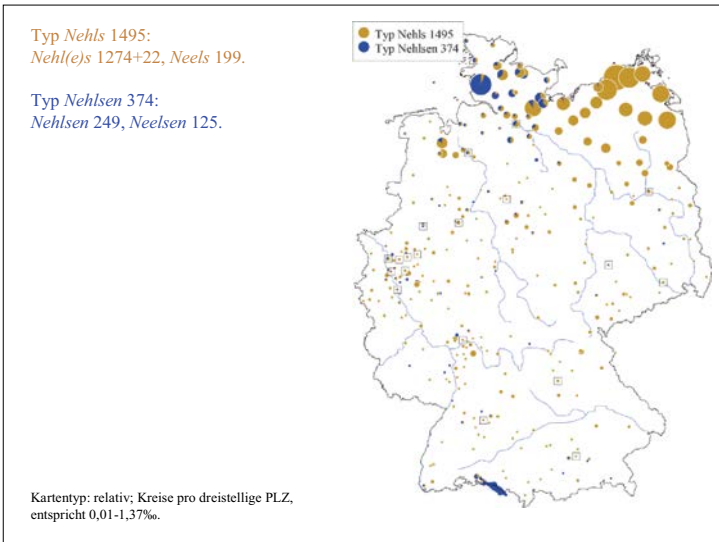 Typ Nehls 1495:
Nehl(e)s 1274+22, Neels 199.
Typ Nehlsen 374:
Nehlsen 249, Neelsen 125.
Typ Nehls 1495
Typ Nehlsen 374
Kartentyp: relativ; Kreise pro dreistellige PLZ,
entspricht 0,01-1,37‰.